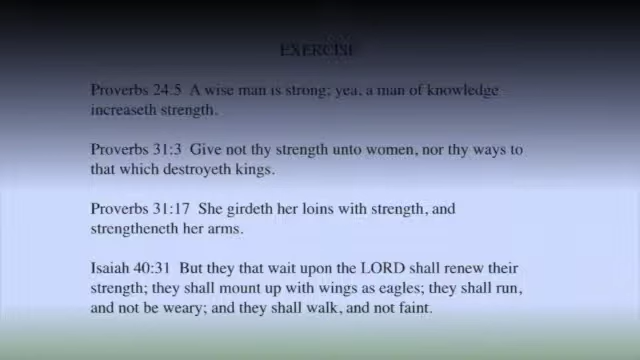 EXERCISE
Proverbs 24:5 A wise man is strong; yea, a man of knowledge
increaseth strength.
Proverbs 31:3 Give not thy strength unto women, nor thy ways to
that which destroyeth kings.
Proverbs 31:17 She girdeth her loins with strength, and
strengtheneth her arms.
Isaiah 40:31 But they that wait upon the LORD shall renew their
strength; they shall mount up with wings as eagles; they shall run,
and not be weary; and they shall walk, and not faint.